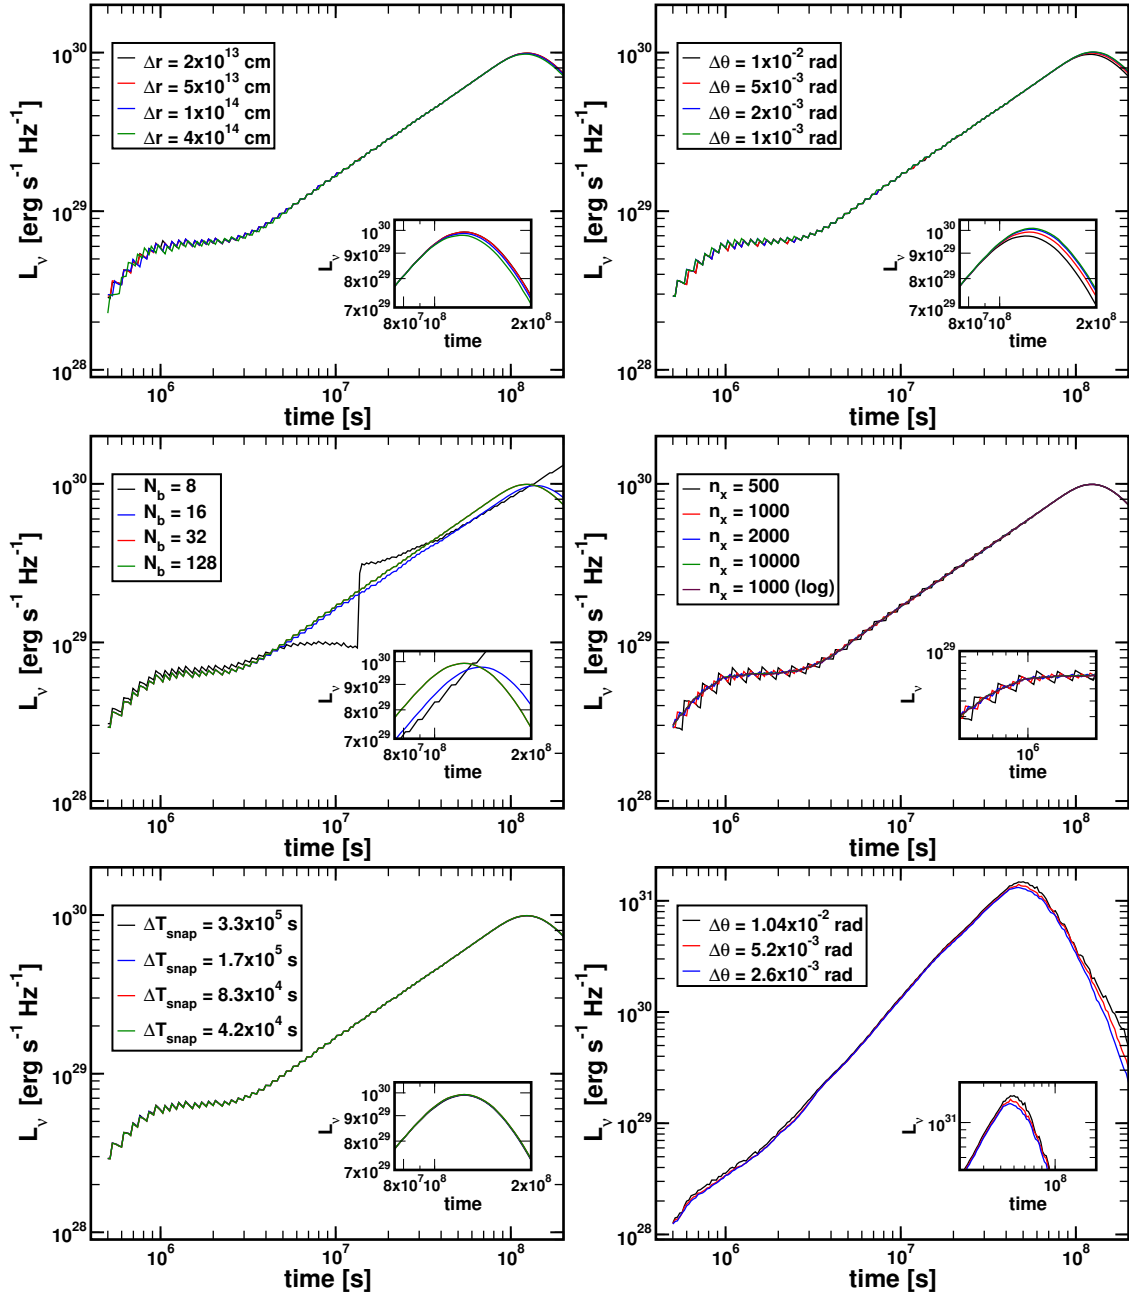 10^30
10^29
10^28
L_ν [erg s^-1 Hz^-1]
Δr = 2x10^13 cm
Δr = 5x10^13 cm
Δr = 1x10^14 cm
Δr = 4x10^14 cm
10^30
9x10^29
8x10^29
7x10^29
L_ν
8x10^7 10^8 2x10^8
time
10^6 10^7 10^8
time [s]
10^30
10^29
10^28
L_ν [erg s^-1 Hz^-1]
Δθ = 1x10^-2 rad
Δθ = 5x10^-3 rad
Δθ = 2x10^-3 rad
Δθ = 1x10^-3 rad
10^30
9x10^29
8x10^29
7x10^29
L_ν
8x10^7 10^8 2x10^8
time
10^6 10^7 10^8
time [s]
10^30
10^29
10^28
L_ν [erg s^-1 Hz^-1]
N_b = 8
N_b = 16
N_b = 32
N_b = 128
10^30
9x10^29
8x10^29
7x10^29
L_ν
8x10^7 10^8 2x10^8
time
10^6 10^7 10^8
time [s]
10^30
10^29
10^28
L_ν [erg s^-1 Hz^-1]
n_x = 500
n_x = 1000
n_x = 2000
n_x = 10000
n_x = 1000 (log)
10^29
L_ν
10^6
time
10^6 10^7 10^8
time [s]
10^30
10^29
10^28
L_ν [erg s^-1 Hz^-1]
ΔT_snap = 3.3x10^5 s
ΔT_snap = 1.7x10^5 s
ΔT_snap = 8.3x10^4 s
ΔT_snap = 4.2x10^4 s
10^30
9x10^29
8x10^29
7x10^29
L_ν
8x10^7 10^8 2x10^8
time
10^6 10^7 10^8
time [s]
10^31
10^30
10^29
10^28
L_ν [erg s^-1 Hz^-1]
Δθ = 1.04x10^-2 rad
Δθ = 5.2x10^-3 rad
Δθ = 2.6x10^-3 rad
10^31
L_ν
10^8
time
10^6 10^7 10^8
time [s]